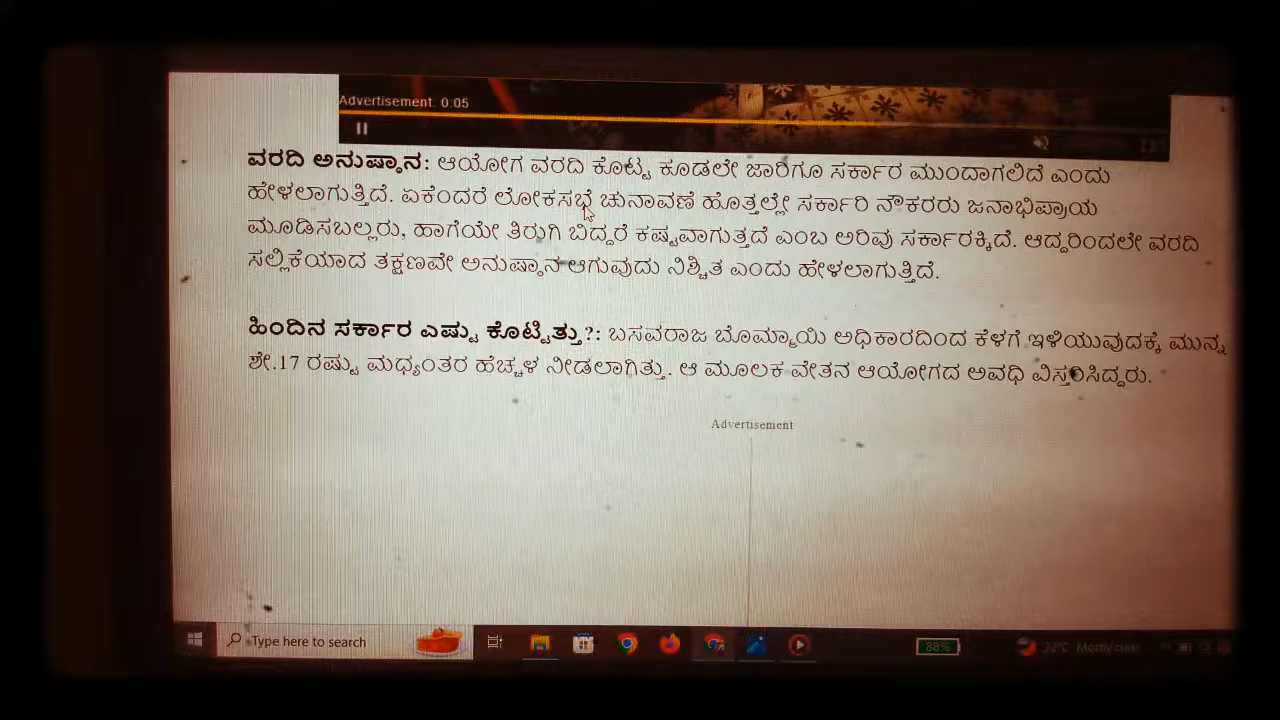 Advertisement: 0:05
ವರದಿ ಅನುಷ್ಠಾನ: ಆಯೋಗ ವರದಿ ಕೊಟ್ಟ ಕೂಡಲೇ ಜಾರಿಗೂ ಸರ್ಕಾರ ಮುಂದಾಗಲಿದೆ ಎಂದು
ಹೇಳಲಾಗುತ್ತಿದೆ. ಏಕೆಂದರೆ ಲೋಕಸಭೆ ಚುನಾವಣೆ ಹೊತ್ತಲ್ಲೇ ಸರ್ಕಾರಿ ನೌಕರರು ಜನಾಭಿಪ್ರಾಯ
ಮೂಡಿಸಬಲ್ಲರು, ಹಾಗೆಯೇ ತಿರುಗಿ ಬಿದ್ದರೆ ಕಷ್ಟವಾಗುತ್ತದೆ ಎಂಬ ಅರಿವು ಸರ್ಕಾರಕ್ಕಿದೆ. ಆದ್ದರಿಂದಲೇ ವರದಿ
ಸಲ್ಲಿಕೆಯಾದ ತಕ್ಷಣವೇ ಅನುಷ್ಠಾನ ಆಗುವುದು ನಿಶ್ಚಿತ ಎಂದು ಹೇಳಲಾಗುತ್ತಿದೆ.
ಹಿಂದಿನ ಸರ್ಕಾರ ಎಷ್ಟು ಕೊಟ್ಟಿತ್ತು?: ಬಸವರಾಜ ಬೊಮ್ಮಾಯಿ ಅಧಿಕಾರದಿಂದ ಕೆಳಗೆ ಇಳಿಯುವುದಕ್ಕೆ ಮುನ್ನ
ಶೇ.17 ರಷ್ಟು ಮಧ್ಯಂತರ ಹೆಚ್ಚಳ ನೀಡಲಾಗಿತ್ತು. ಆ ಮೂಲಕ ವೇತನ ಆಯೋಗದ ಅವಧಿ ವಿಸ್ತರಿಸಿದ್ದರು.
Advertisement
Type here to search
88%
Mostly clear